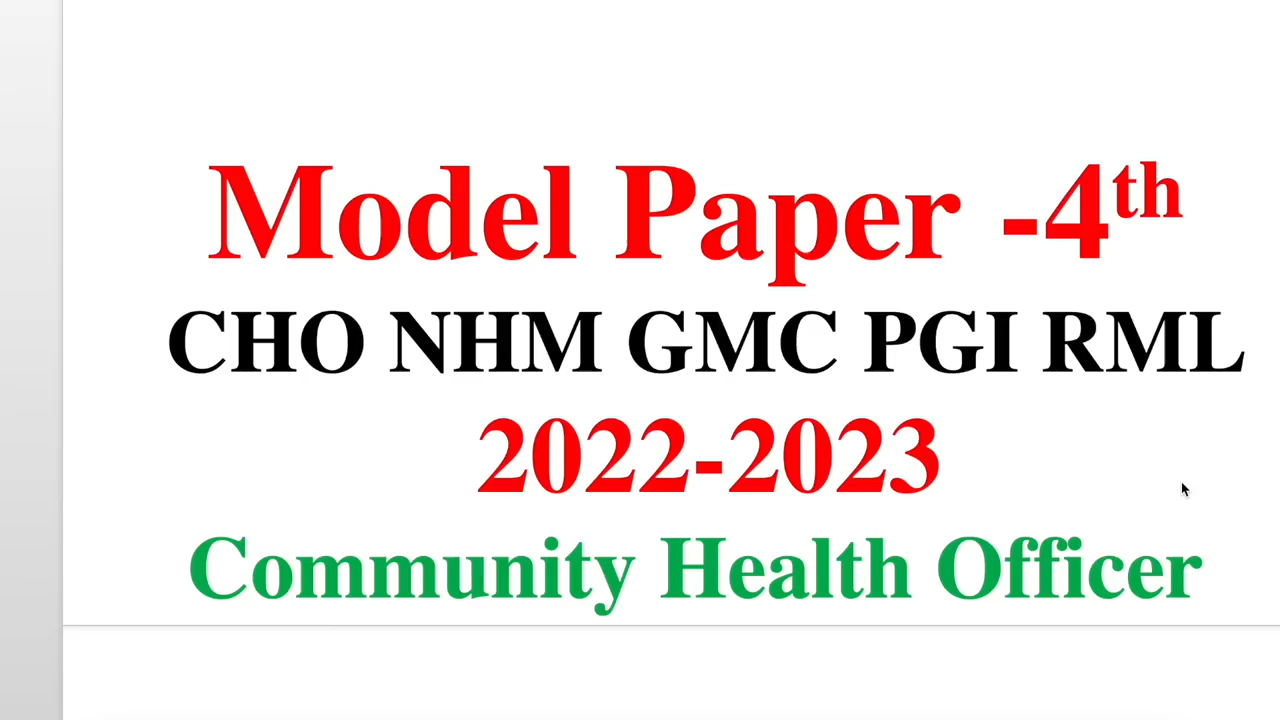 Model Paper -4th
CHO NHM GMC PGI RML
2022-2023
Community Health Officer